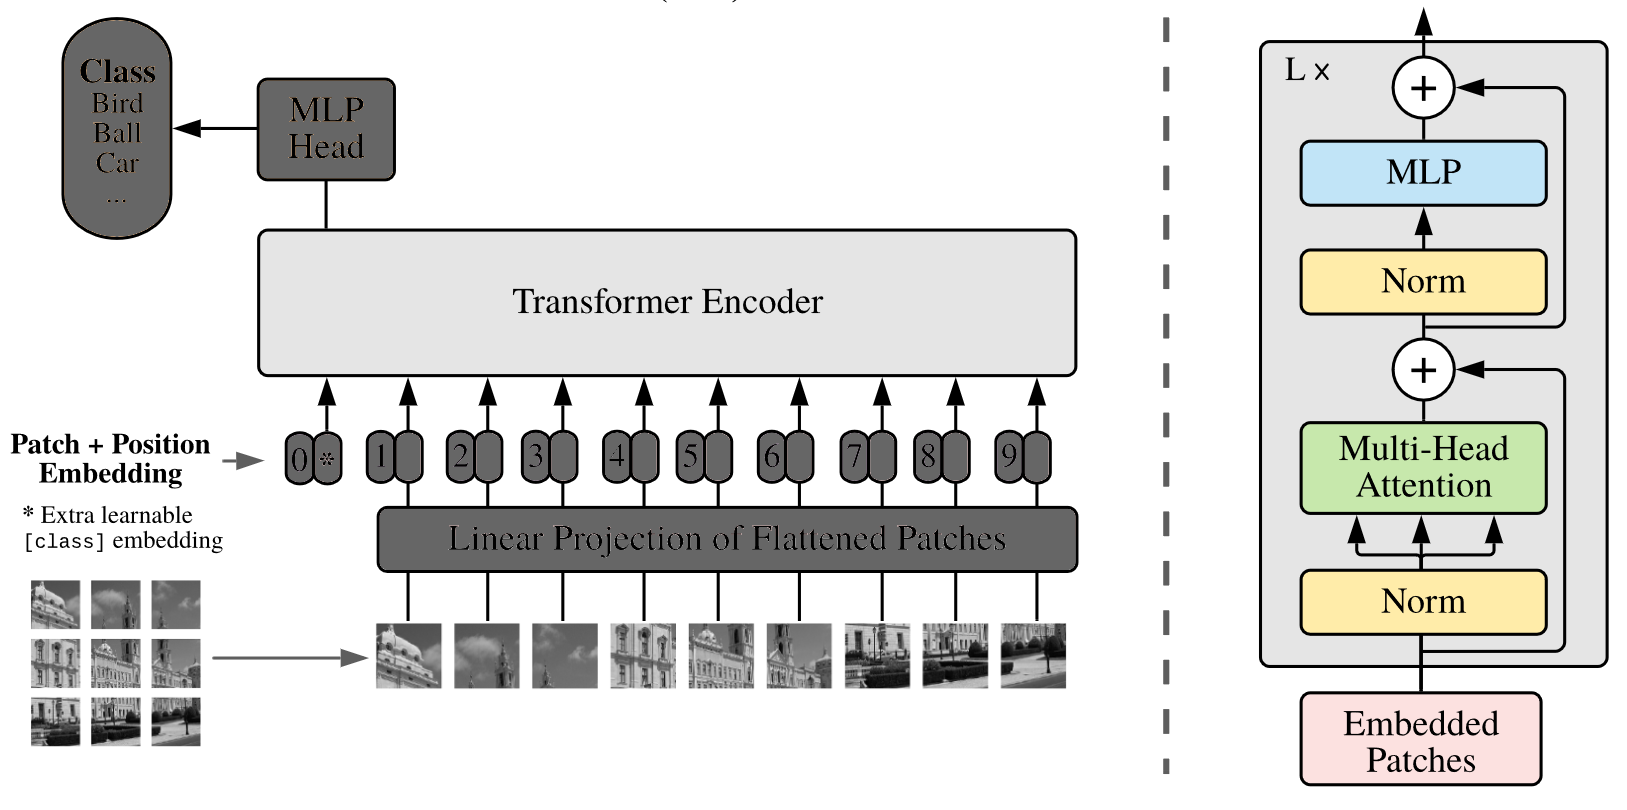 Class
Bird
Ball
Car
...
MLP
Head
Transformer Encoder
Patch + Position
Embedding
0 * 1 2 3 4 5 6 7 8 9
* Extra learnable
[class] embedding
Linear Projection of Flattened Patches
L x
+
MLP
Norm
+
Multi-Head
Attention
Norm
Embedded
Patches